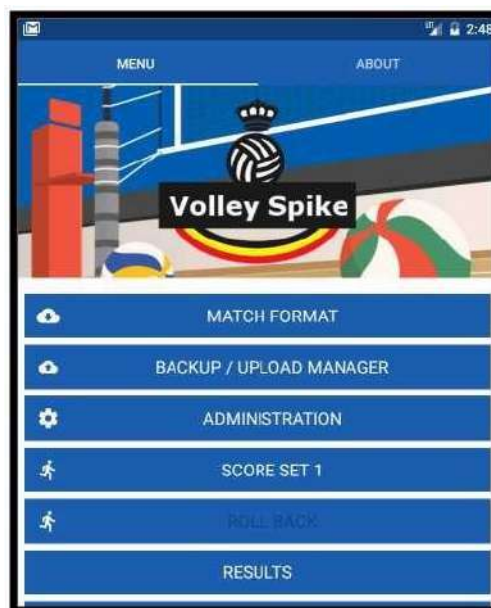 2:48
MENU ABOUT
Volley Spike
MATCH FORMAT
BACKUP / UPLOAD MANAGER
ADMINISTRATION
SCORE SET 1
ROLL BACK
RESULTS